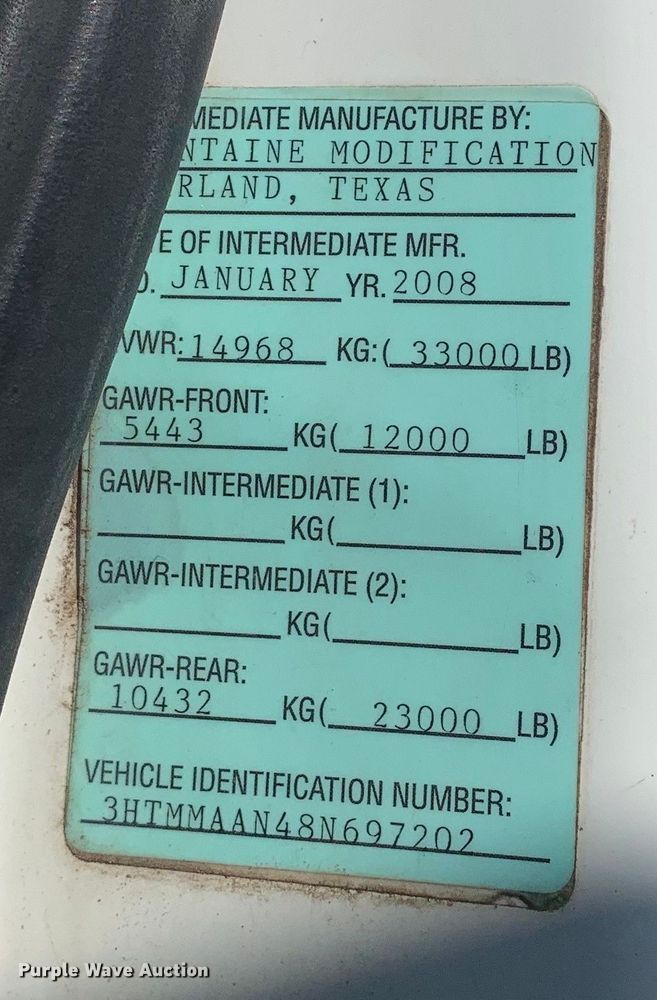 MEDIATE MANUFACTURE BY:
NTAINE MODIFICATION
RLAND, TEXAS
E OF INTERMEDIATE MFR.
O. JANUARY YR. 2008
VWR: 14968 KG: ( 33000 LB)
GAWR-FRONT:
5443 KG( 12000 LB)
GAWR-INTERMEDIATE (1):
KG( LB)
GAWR-INTERMEDIATE (2):
KG( LB)
GAWR-REAR:
10432 KG( 23000 LB)
VEHICLE IDENTIFICATION NUMBER:
3HTMMAAN48N697202
Purple Wave Auction